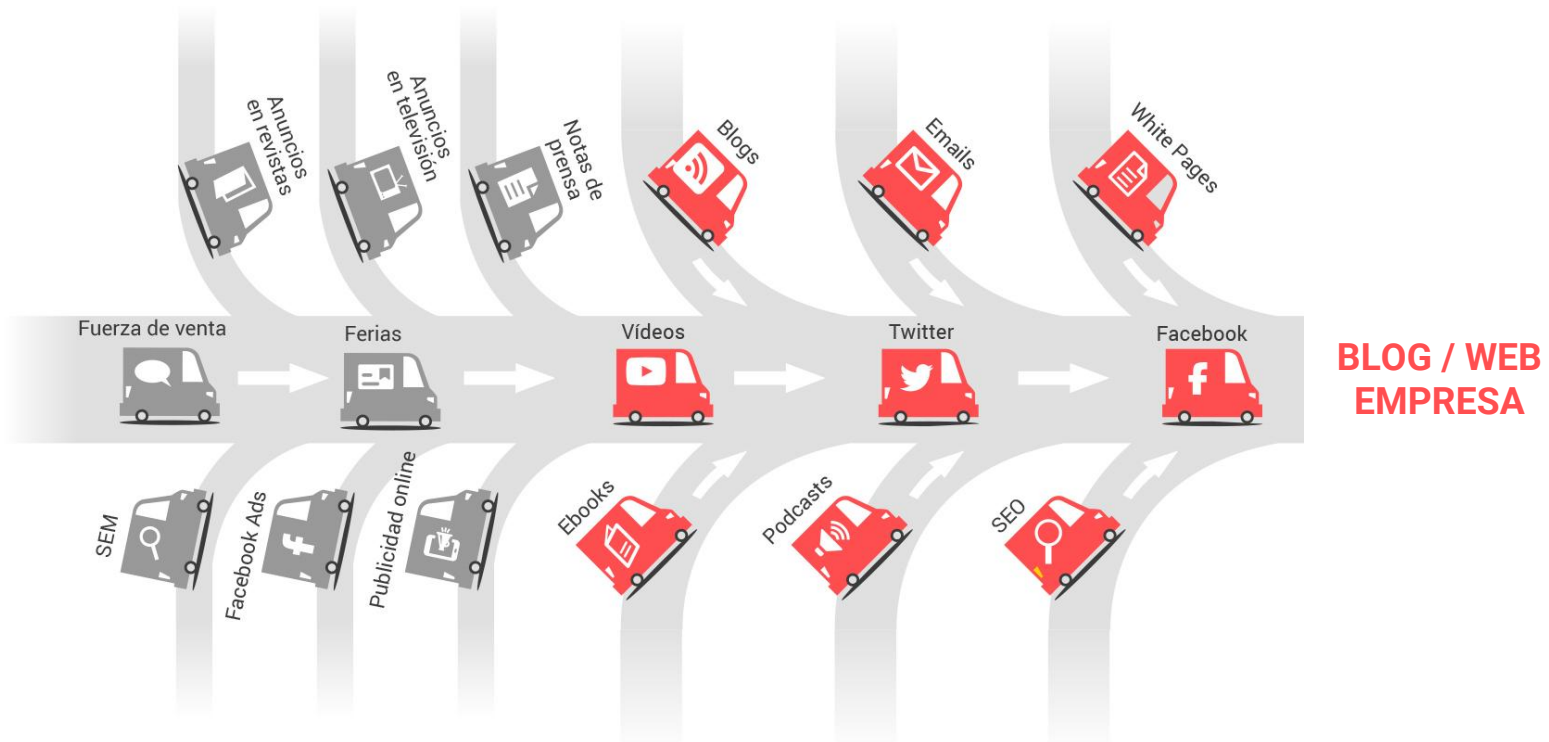 Anuncios
en revistas
Anuncios
en televisión
Notas de
prensa
Blogs
Emails
White Pages
Fuerza de venta
Ferias
Vídeos
Twitter
Facebook
BLOG / WEB
EMPRESA
SEM
Facebook Ads
Publicidad online
Ebooks
Podcasts
SEO